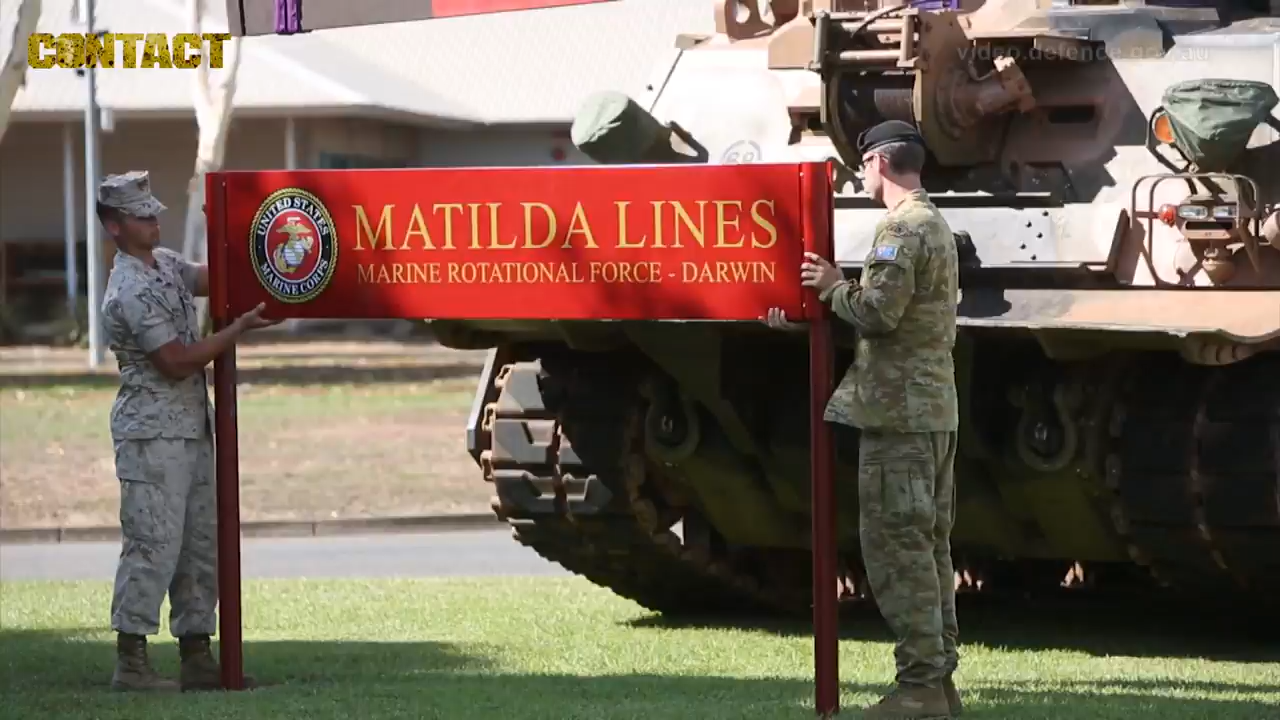 CONTACT
video.defence.gov.au
UNITED STATES
MARINE CORPS
MATILDA LINES
MARINE ROTATIONAL FORCE - DARWIN